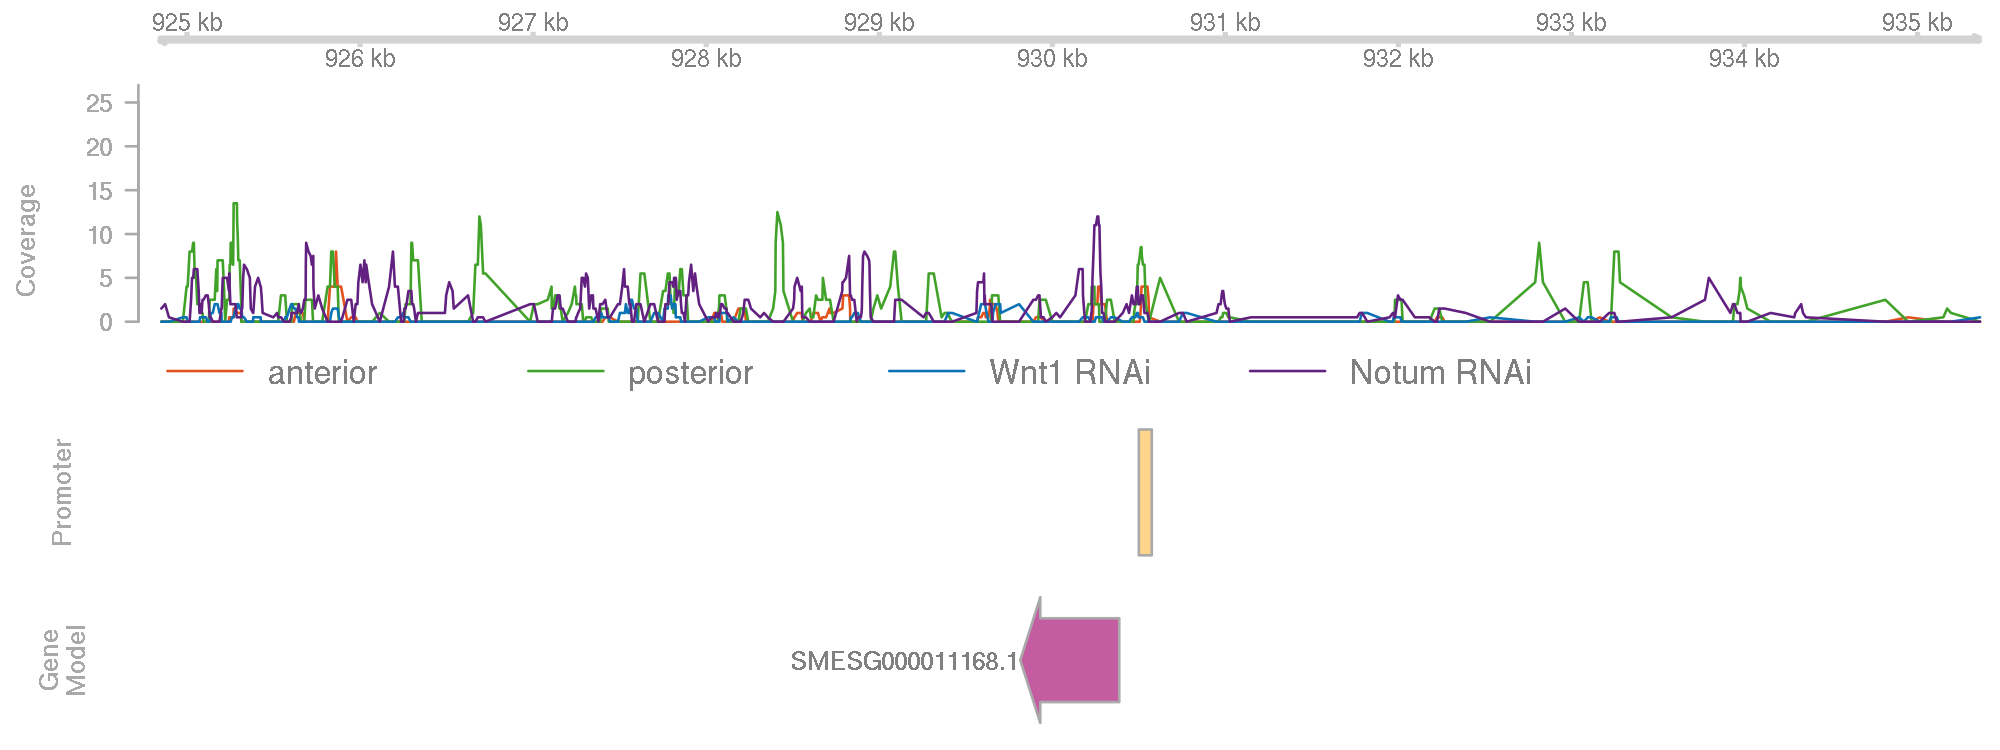 925 kb 927 kb 929 kb 931 kb 933 kb 935 kb
926 kb 928 kb 930 kb 932 kb 934 kb
25
20
15
10
5
0
Coverage
anterior posterior Wnt1 RNAi Notum RNAi
Promoter
Gene
Model
SMESG000011168.1